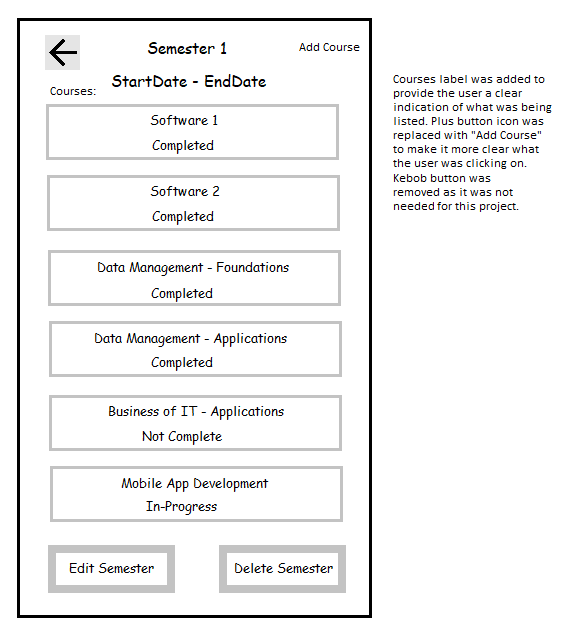 Semester 1
Add Course
StartDate - EndDate
Courses:
Software 1
Completed
Software 2
Completed
Data Management - Foundations
Completed
Data Management - Applications
Completed
Business of IT - Applications
Not Complete
Mobile App Development
In-Progress
Edit Semester
Delete Semester
Courses label was added to
provide the user a clear
indication of what was being
listed. Plus button icon was
replaced with "Add Course"
to make it more clear what
the user was clicking on.
Kebob button was
removed as it was not
needed for this project.